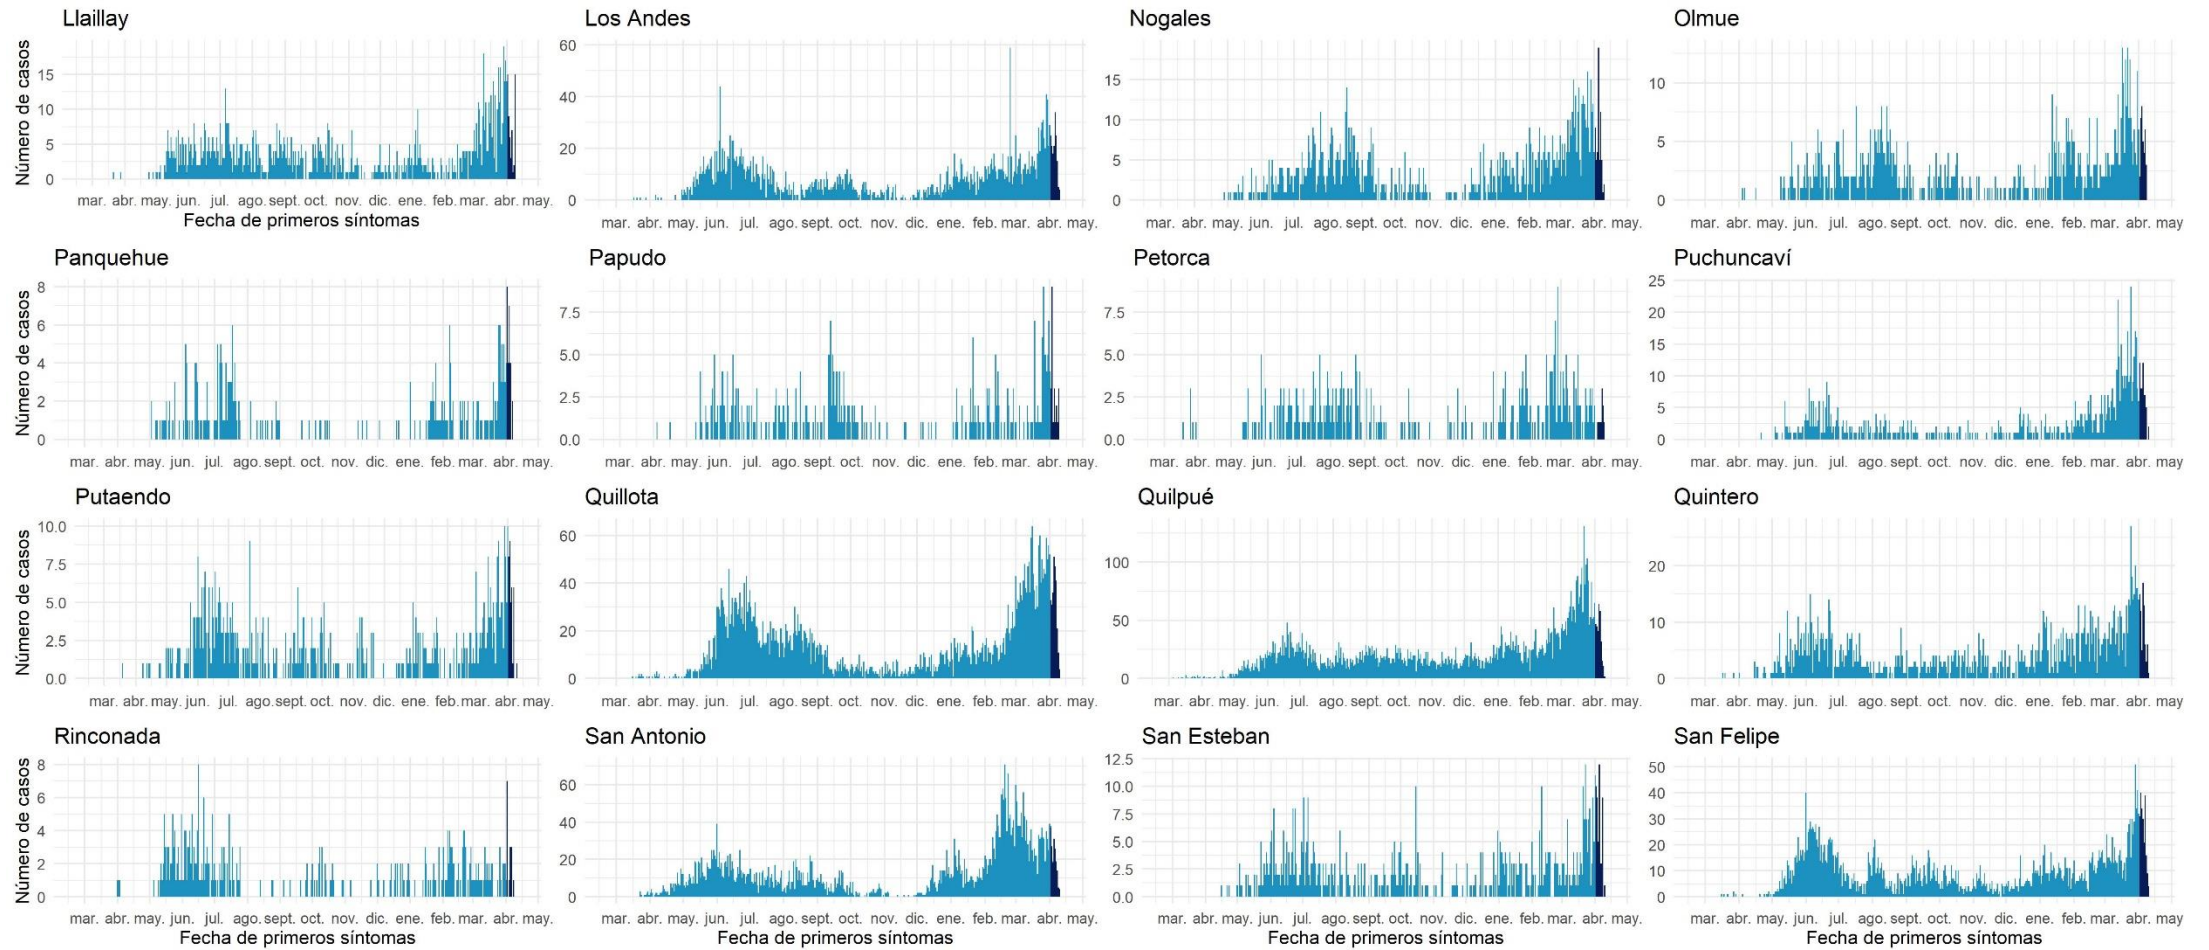 Llaillay
Número de casos
15
10
5
0
mar. abr. may. jun. jul. ago. sept. oct. nov. dic. ene. feb. mar. abr. may.
Fecha de primeros síntomas
Los Andes
60
40
20
0
mar. abr. may. jun. jul. ago. sept. oct. nov. dic. ene. feb. mar. abr. may.
Nogales
15
10
5
0
mar. abr. may. jun. jul. ago. sept. oct. nov. dic. ene. feb. mar. abr. may.
Olmue
10
5
0
mar. abr. may. jun. jul. ago. sept. oct. nov. dic. ene. feb. mar. abr. may
Panquehue
Número de casos
8
6
4
2
0
mar. abr. may. jun. jul. ago. sept. oct. nov. dic. ene. feb. mar. abr. may.
Papudo
7.5
5.0
2.5
0.0
mar. abr. may. jun. jul. ago. sept. oct. nov. dic. ene. feb. mar. abr. may.
Petorca
7.5
5.0
2.5
0.0
mar. abr. may. jun. jul. ago. sept. oct. nov. dic. ene. feb. mar. abr. may.
Puchuncaví
25
20
15
10
5
0
mar. abr. may. jun. jul. ago. sept. oct. nov. dic. ene. feb. mar. abr. may
Putaendo
Número de casos
10.0
7.5
5.0
2.5
0.0
mar. abr. may. jun. jul. ago. sept. oct. nov. dic. ene. feb. mar. abr. may.
Quillota
60
40
20
0
mar. abr. may. jun. jul. ago. sept. oct. nov. dic. ene. feb. mar. abr. may.
Quilpué
100
50
0
mar. abr. may. jun. jul. ago. sept. oct. nov. dic. ene. feb. mar. abr. may.
Quintero
20
10
0
mar. abr. may. jun. jul. ago. sept. oct. nov. dic. ene. feb. mar. abr. may.
Rinconada
Número de casos
8
6
4
2
0
mar. abr. may. jun. jul. ago. sept. oct. nov. dic. ene. feb. mar. abr. may.
Fecha de primeros síntomas
San Antonio
60
40
20
0
mar. abr. may. jun. jul. ago. sept. oct. nov. dic. ene. feb. mar. abr. may.
Fecha de primeros síntomas
San Esteban
12.5
10.0
7.5
5.0
2.5
0.0
mar. abr. may. jun. jul. ago. sept. oct. nov. dic. ene. feb. mar. abr. may.
Fecha de primeros síntomas
San Felipe
50
40
30
20
10
0
mar. abr. may. jun. jul. ago. sept. oct. nov. dic. ene. feb. mar. abr. may.
Fecha de primeros síntomas